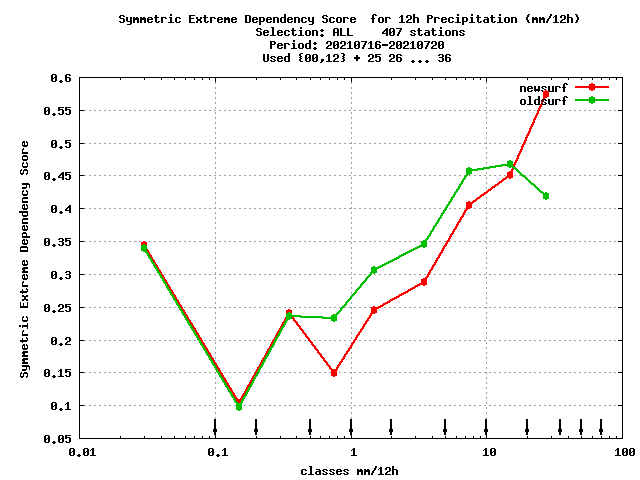 Symmetric Extreme Dependency Score  for 12h Precipitation (mm/12h)
Selection: ALL    407 stations
Period: 20210716-20210720
Used {00,12} + 25 26 ... 36
newsurf
oldsurf
Symmetric Extreme Dependency Score
0.6
0.55
0.5
0.45
0.4
0.35
0.3
0.25
0.2
0.15
0.1
0.05
0.01 0.1 1 10 100
classes mm/12h